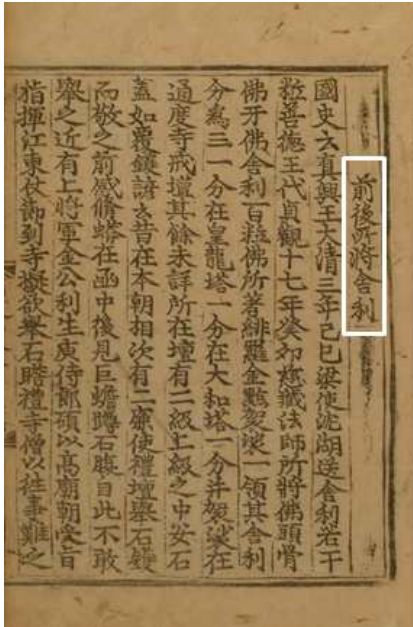 前後所將舍利
國史云真興王大清三年己巳梁使沈湖送舍利若干
粒善德王代貞觀十七年癸卯慈藏法師所將佛頭骨
佛牙佛舍利百粒佛所著緋羅金點袈裟一領其舍利
分為三一分在皇龍塔一分在大和塔一分并袈裟在
通度寺戒壇其餘未詳所在壇有二級上級之中安石
蓋如覆鑊諺云昔在本朝相次有二廉使禮壇舉石鑊
而敬之前感脩蟒在函中後見巨蟾蹲石腹自此不敢
舉之近有上將軍金公利生庾侍郎碩以高廟朝受旨
指揮江東仗節到寺擬欲舉石瞻禮寺僧以往事難之